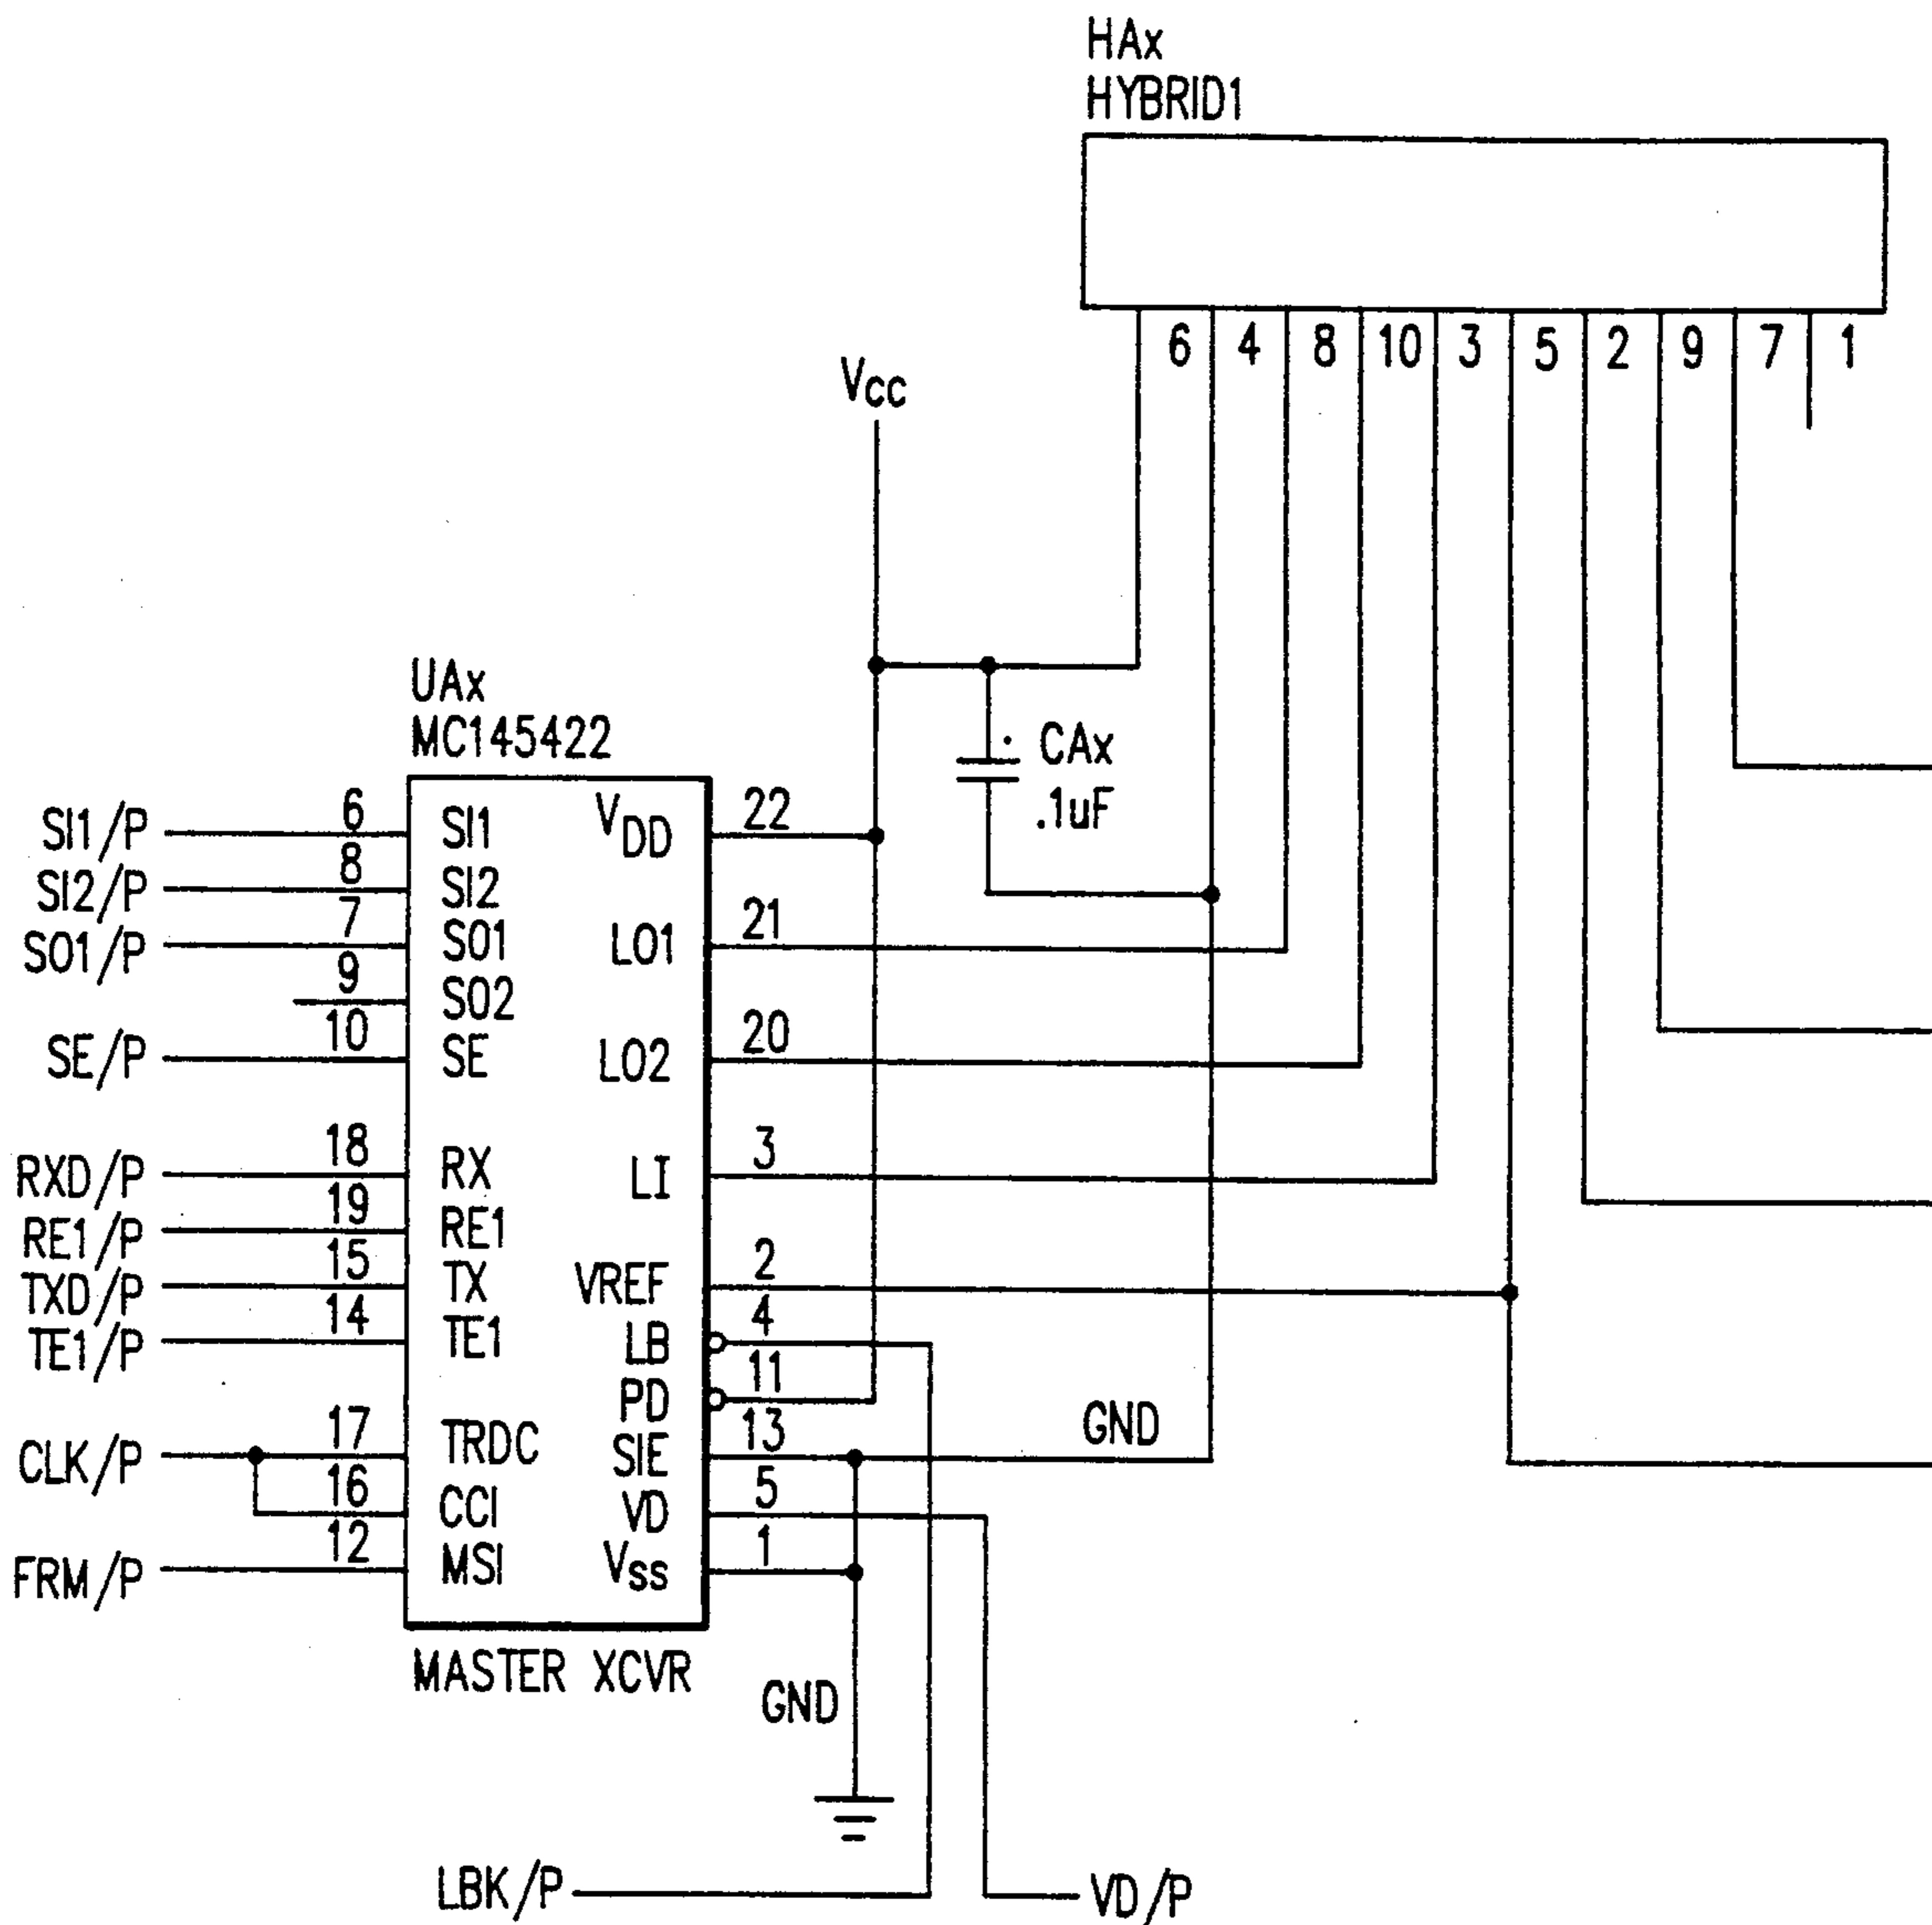 HAx
HYBRID1
6 4 8 10 3 5 2 9 7 1
Vcc
UAx
MC145422
CAx
.1uF
SI1/P 6 SI1 VDD 22
SI2/P 8 SI2
SO1/P 7 SO1 LO1 21
9 SO2
SE/P 10 SE LO2 20
RXD/P 18 RX LI 3
RE1/P 19 RE1
TXD/P 15 TX VREF 2
TE1/P 14 TE1 LB 4
PD 11
GND
CLK/P 17 TRDC SIE 13
16 CCI VD 5
FRM/P 12 MSI Vss 1
MASTER XCVR
GND
LBK/P
VD/P